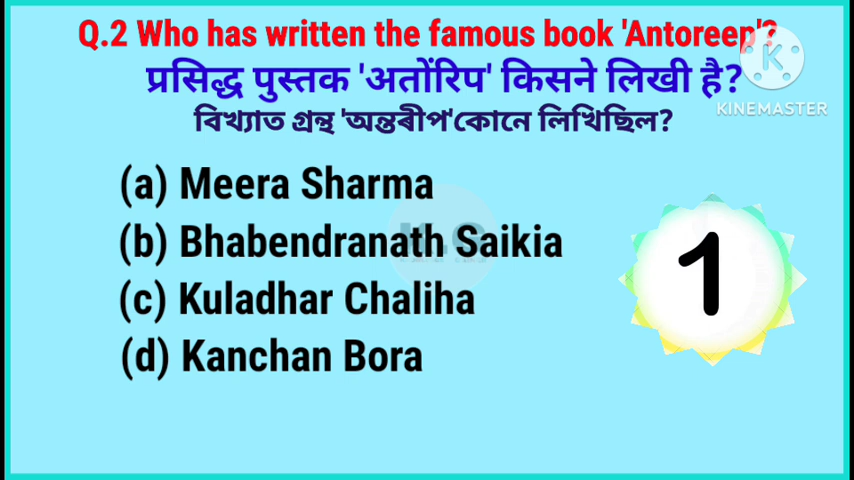 Q.2 Who has written the famous book 'Antoreep'?
प्रसिद्ध पुस्तक 'अतोंरिप' किसने लिखी है?
বিখ্যাত গ্ৰন্থ 'অন্তৰীপ'কোনে লিখিছিল?
(a) Meera Sharma
(b) Bhabendranath Saikia
(c) Kuladhar Chaliha
(d) Kanchan Bora
1
K
KINEMASTER